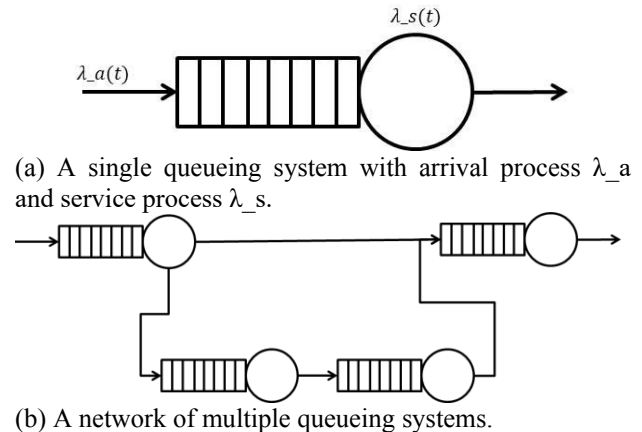 λ_s(t)
λ_a(t)
(a) A single queueing system with arrival process λ_a
and service process λ_s.
(b) A network of multiple queueing systems.